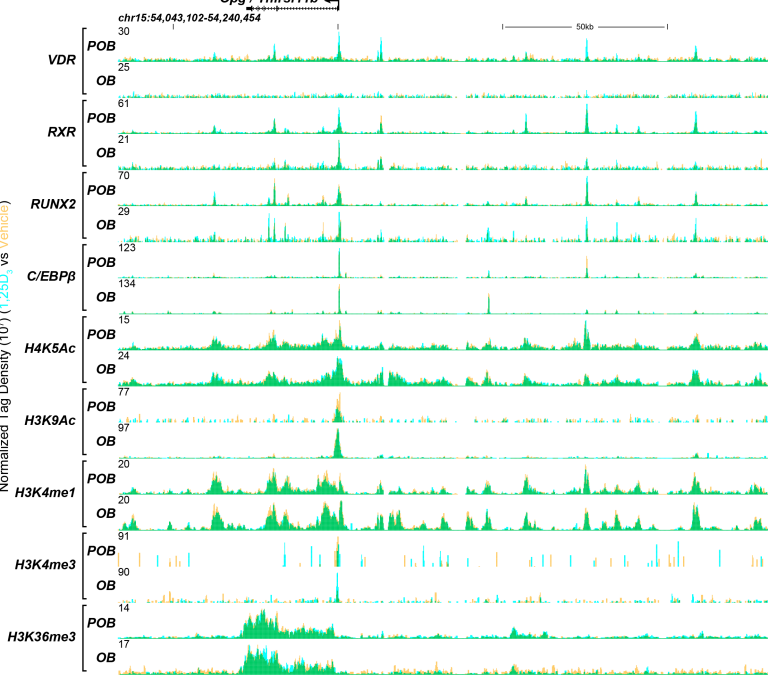 chr15:54,043,102-54,240,454
50kb
Normalized Tag Density (10⁷) (1,25D₃ vs Vehicle)
VDR
POB
30
OB
25
RXR
POB
61
OB
21
RUNX2
POB
70
OB
29
C/EBPβ
POB
123
OB
134
H4K5Ac
POB
15
OB
24
H3K9Ac
POB
77
OB
97
H3K4me1
POB
20
OB
20
H3K4me3
POB
91
OB
90
H3K36me3
POB
14
OB
17